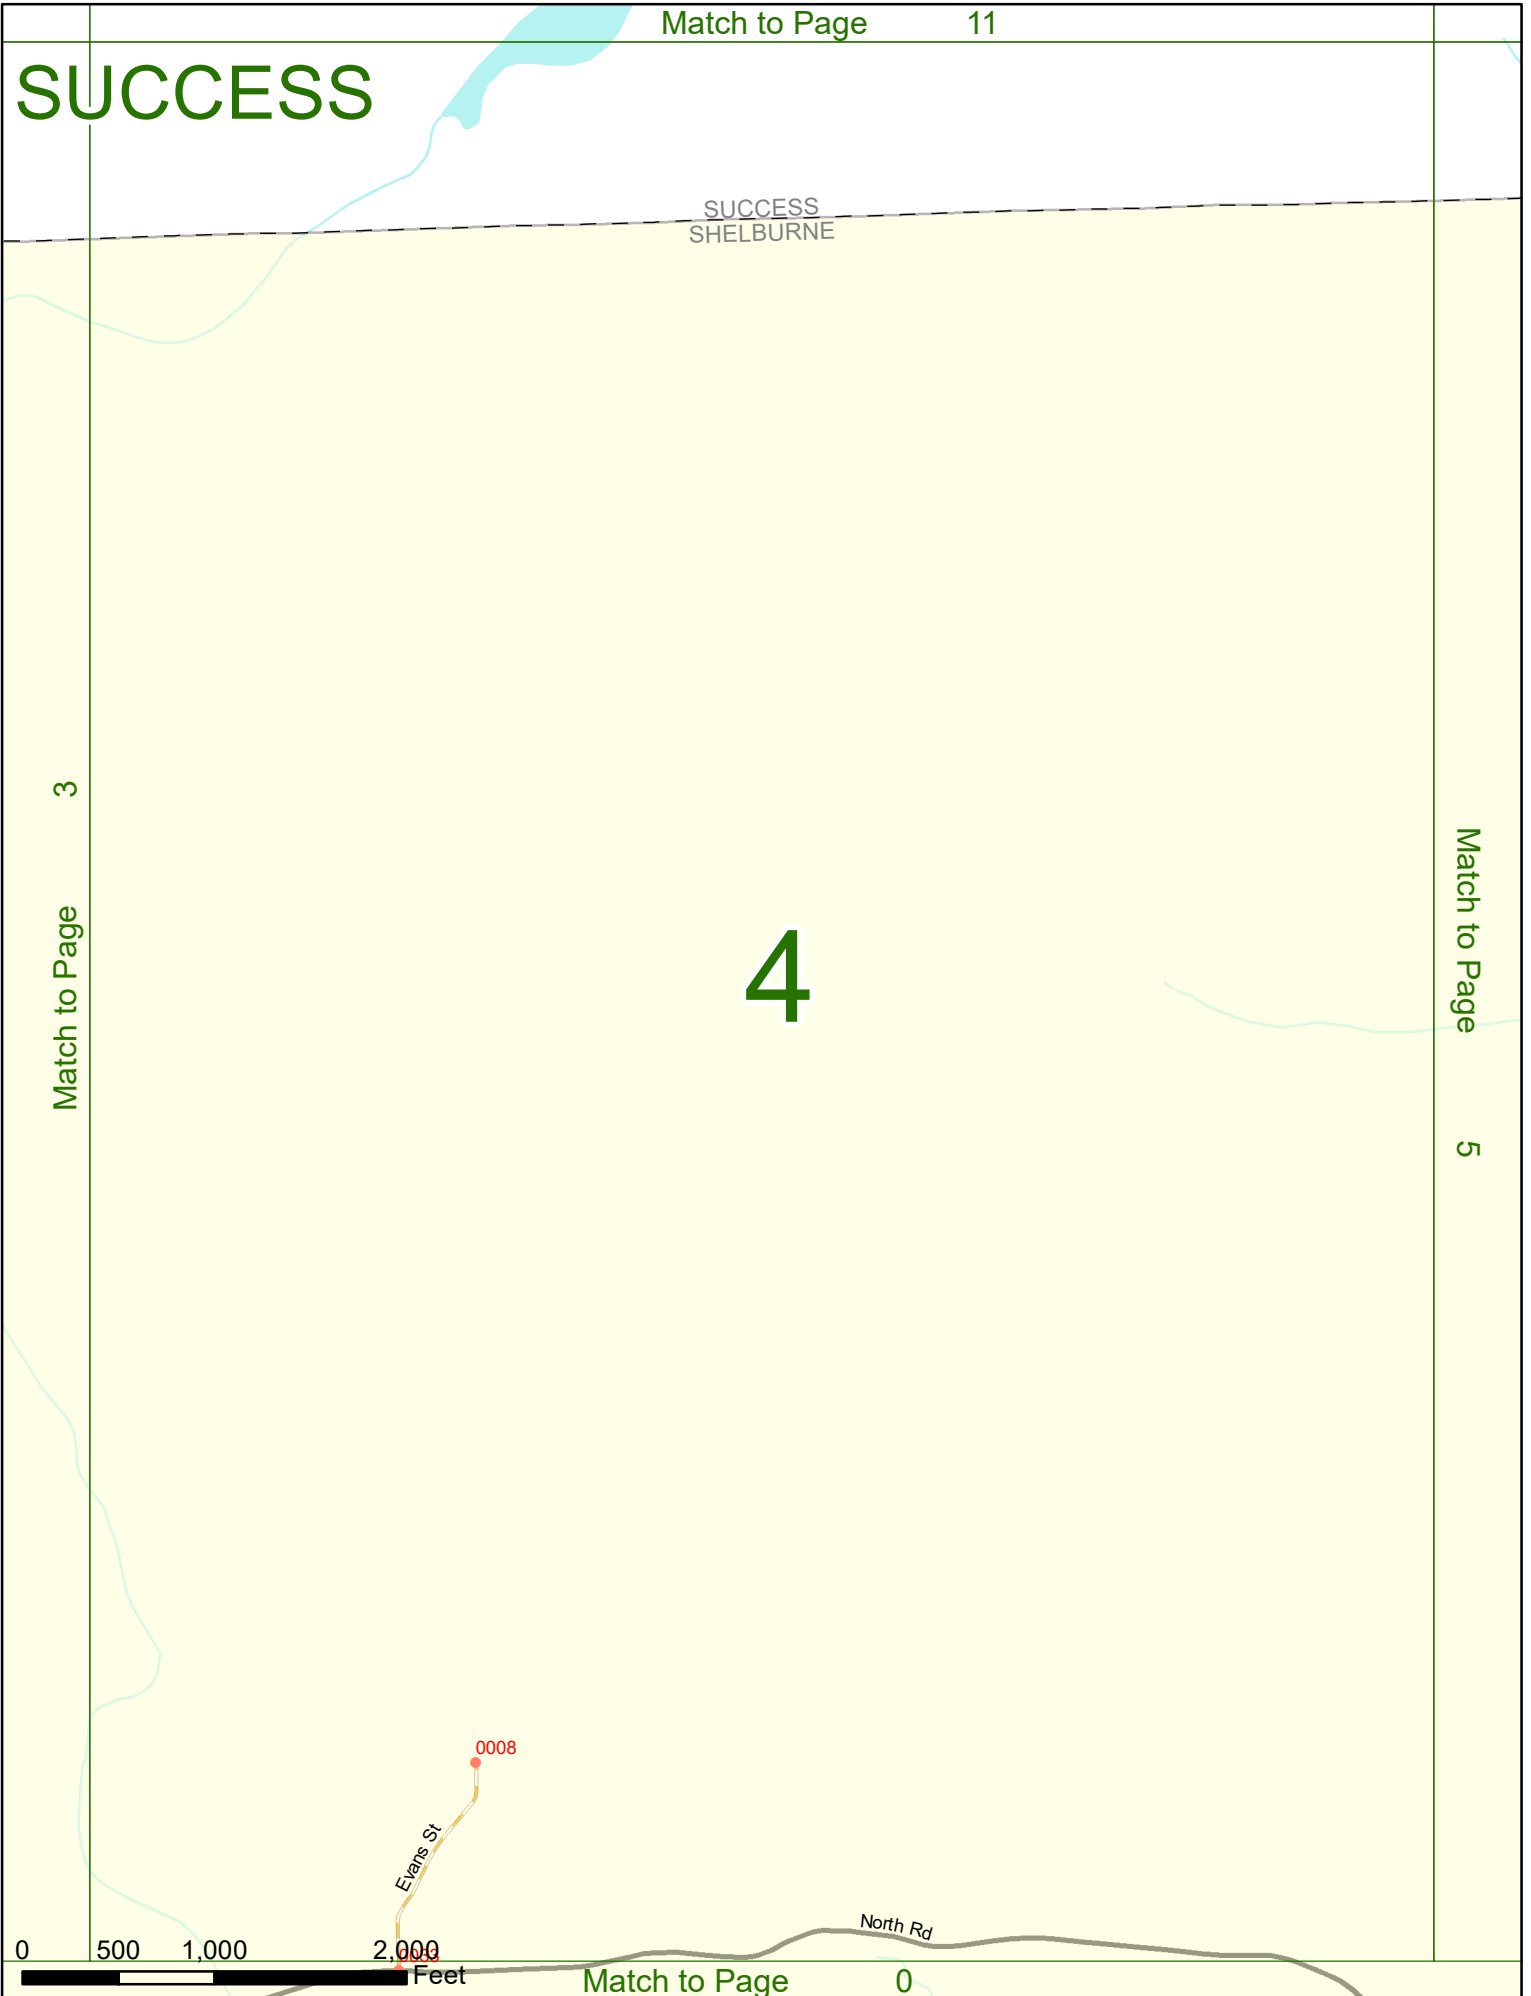 Match to Page 11
SUCCESS
SUCCESS
SHELBURNE
Match to Page 3
4
Match to Page 5
0008
Evans St
North Rd
0 500 1,000 2,000
0033
Feet
Match to Page 0